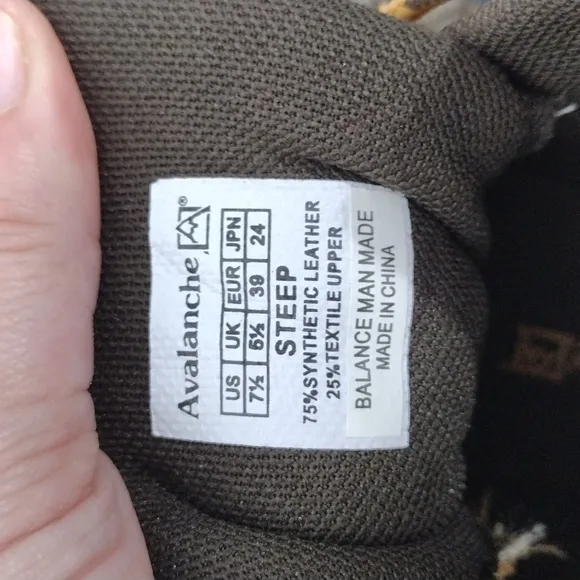 Avalanche ®
US UK EUR JPN
7½ 5½ 39 24
STEEP
75%SYNTHETIC LEATHER
25%TEXTILE UPPER
BALANCE MAN MADE
MADE IN CHINA